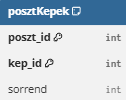 posztKepek
poszt_id int
kep_id int
sorrend int